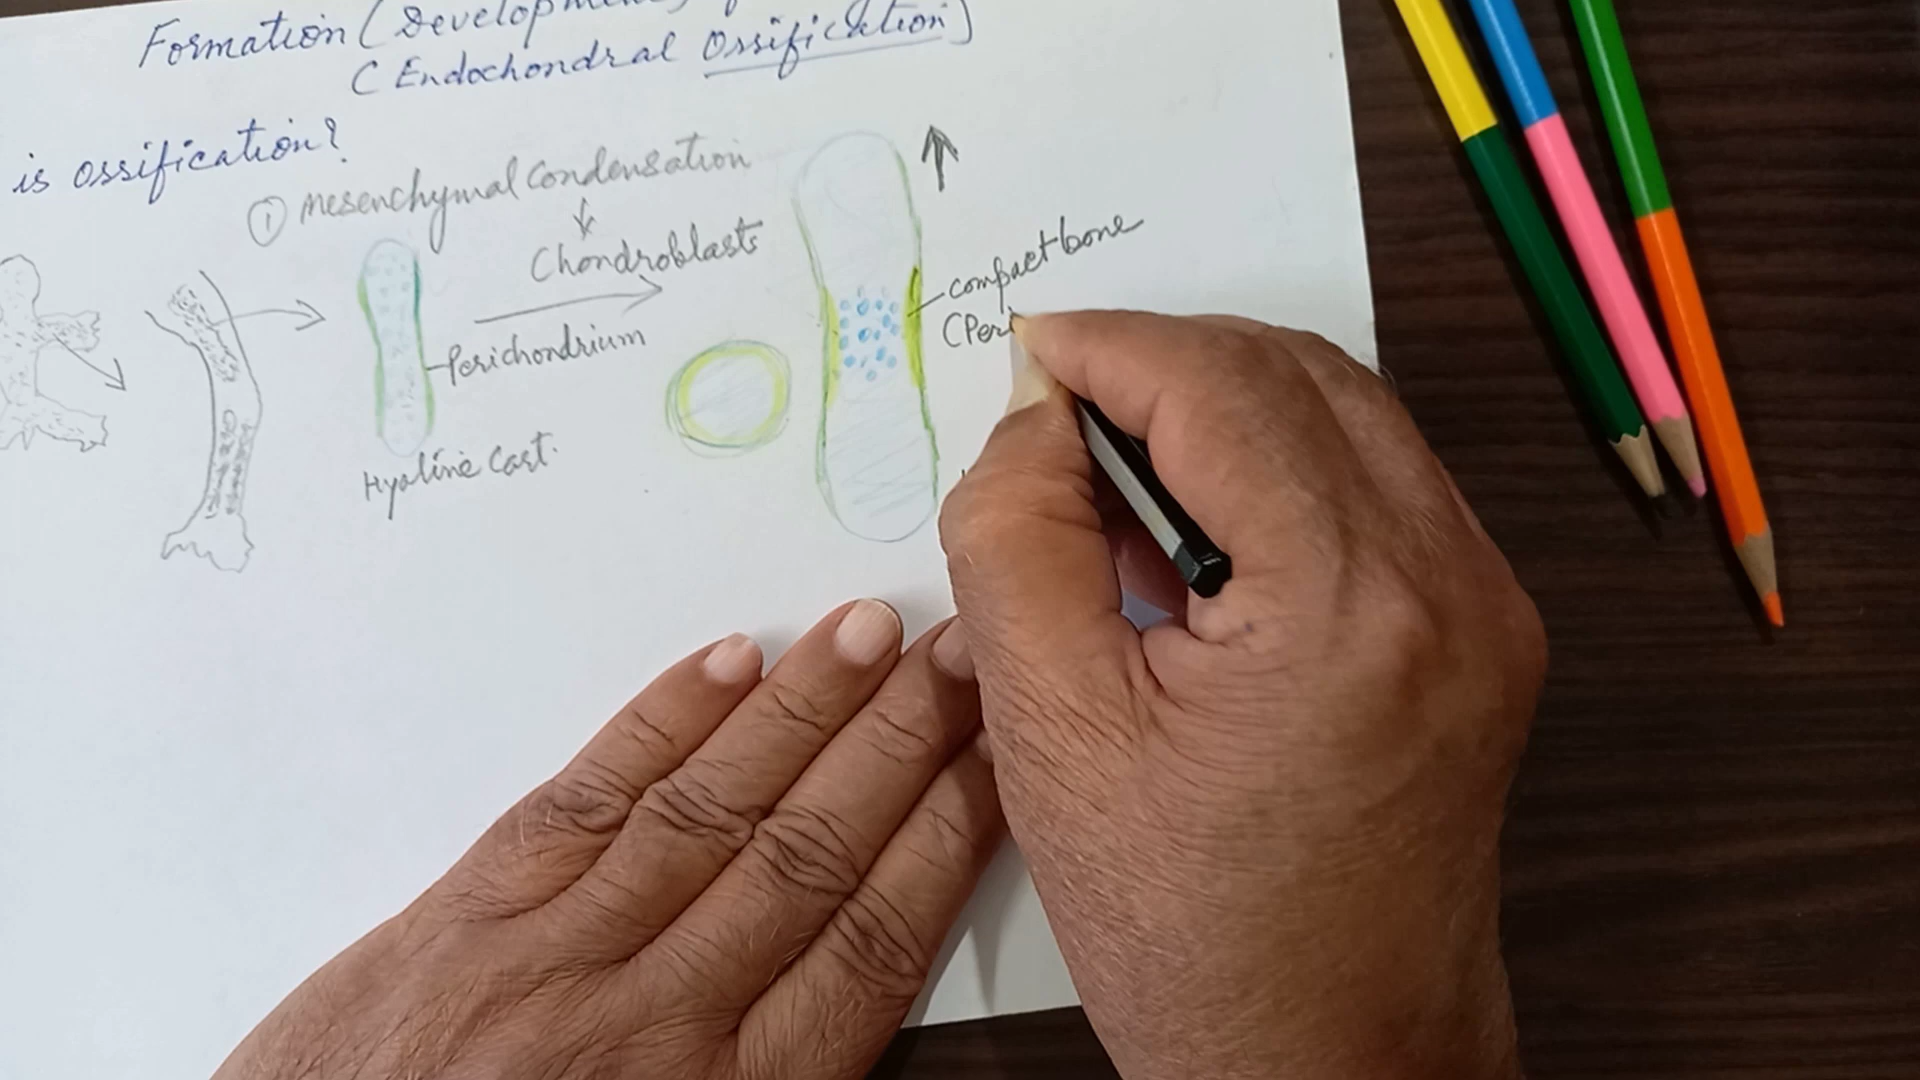 Formation (Development
( Endochondral Ossification)
is ossification?
① Mesenchymal Condensation
Chondroblasts
Perichondrium
Hyaline Cart.
Compact bone
(Peri